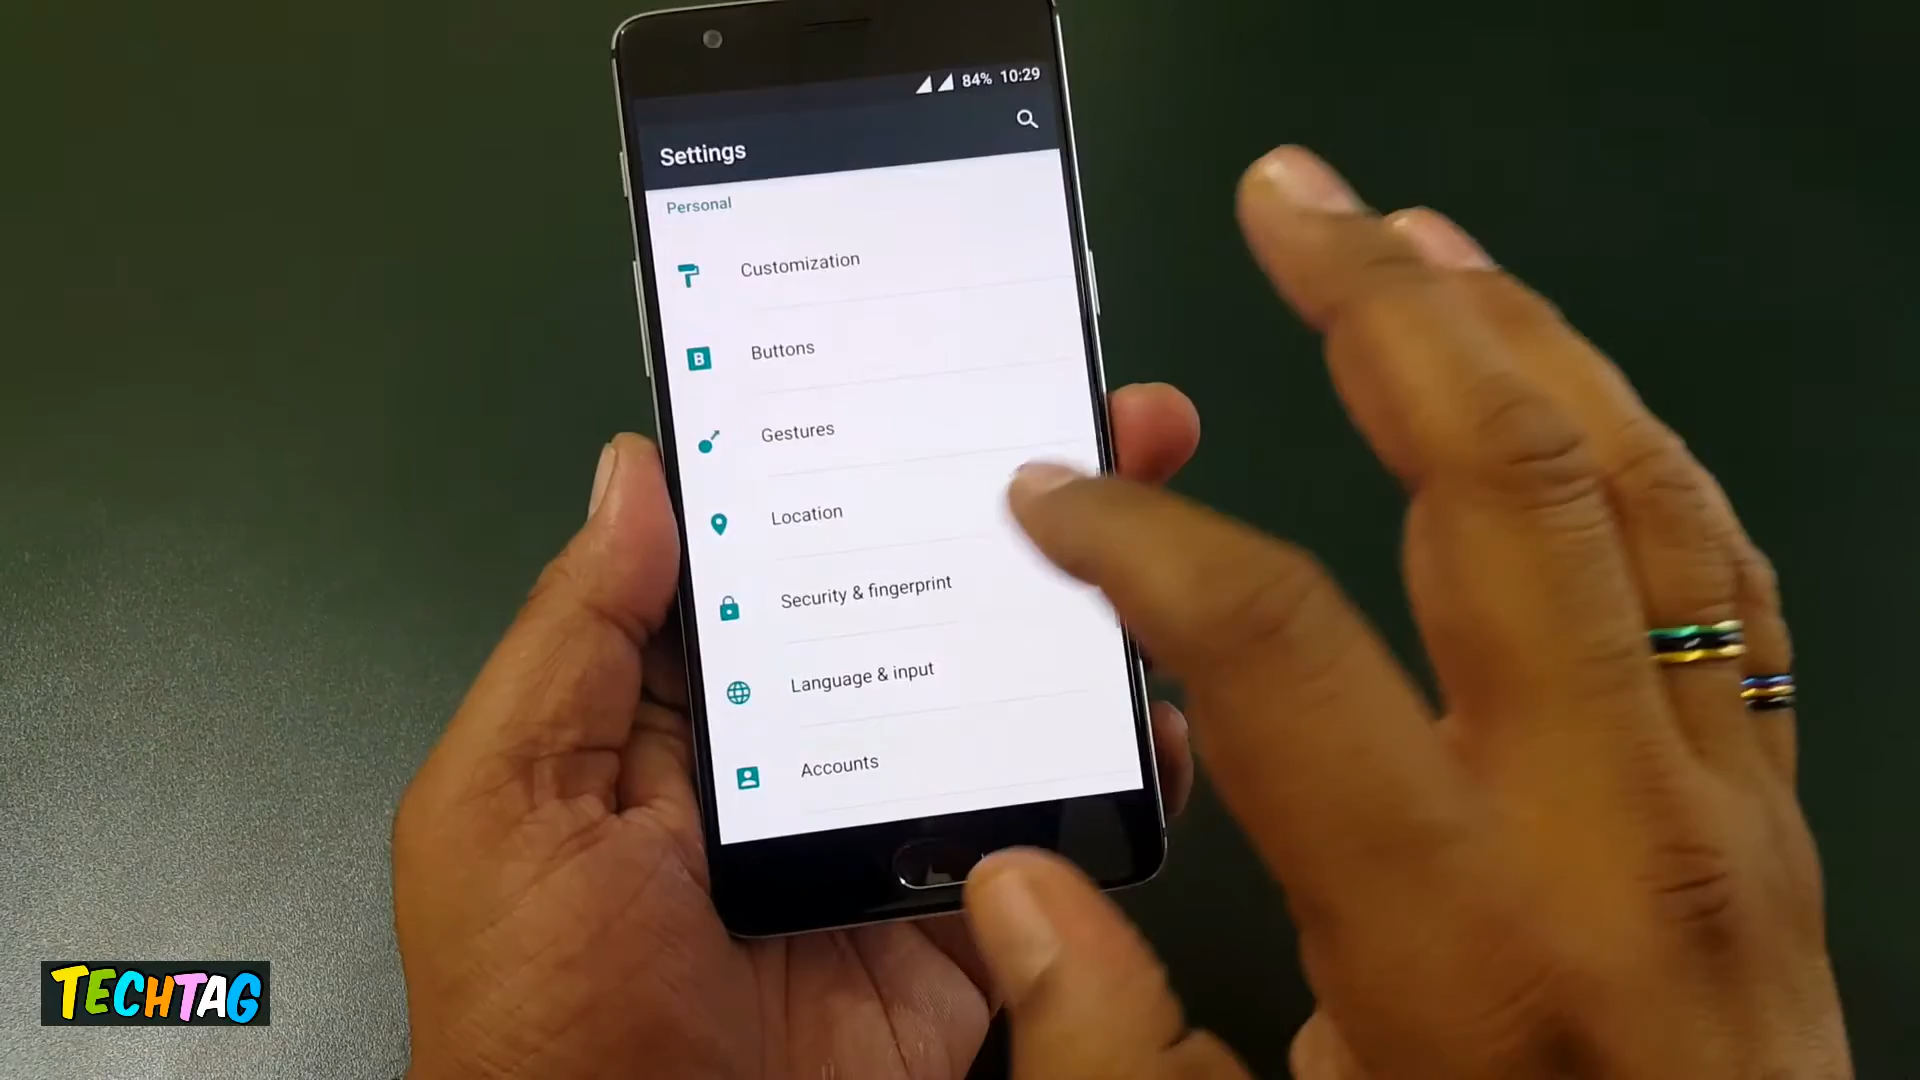 84% 10:29
Settings
Personal
Customization
B Buttons
Gestures
Location
Security & fingerprint
Language & input
Accounts
TECHTAG